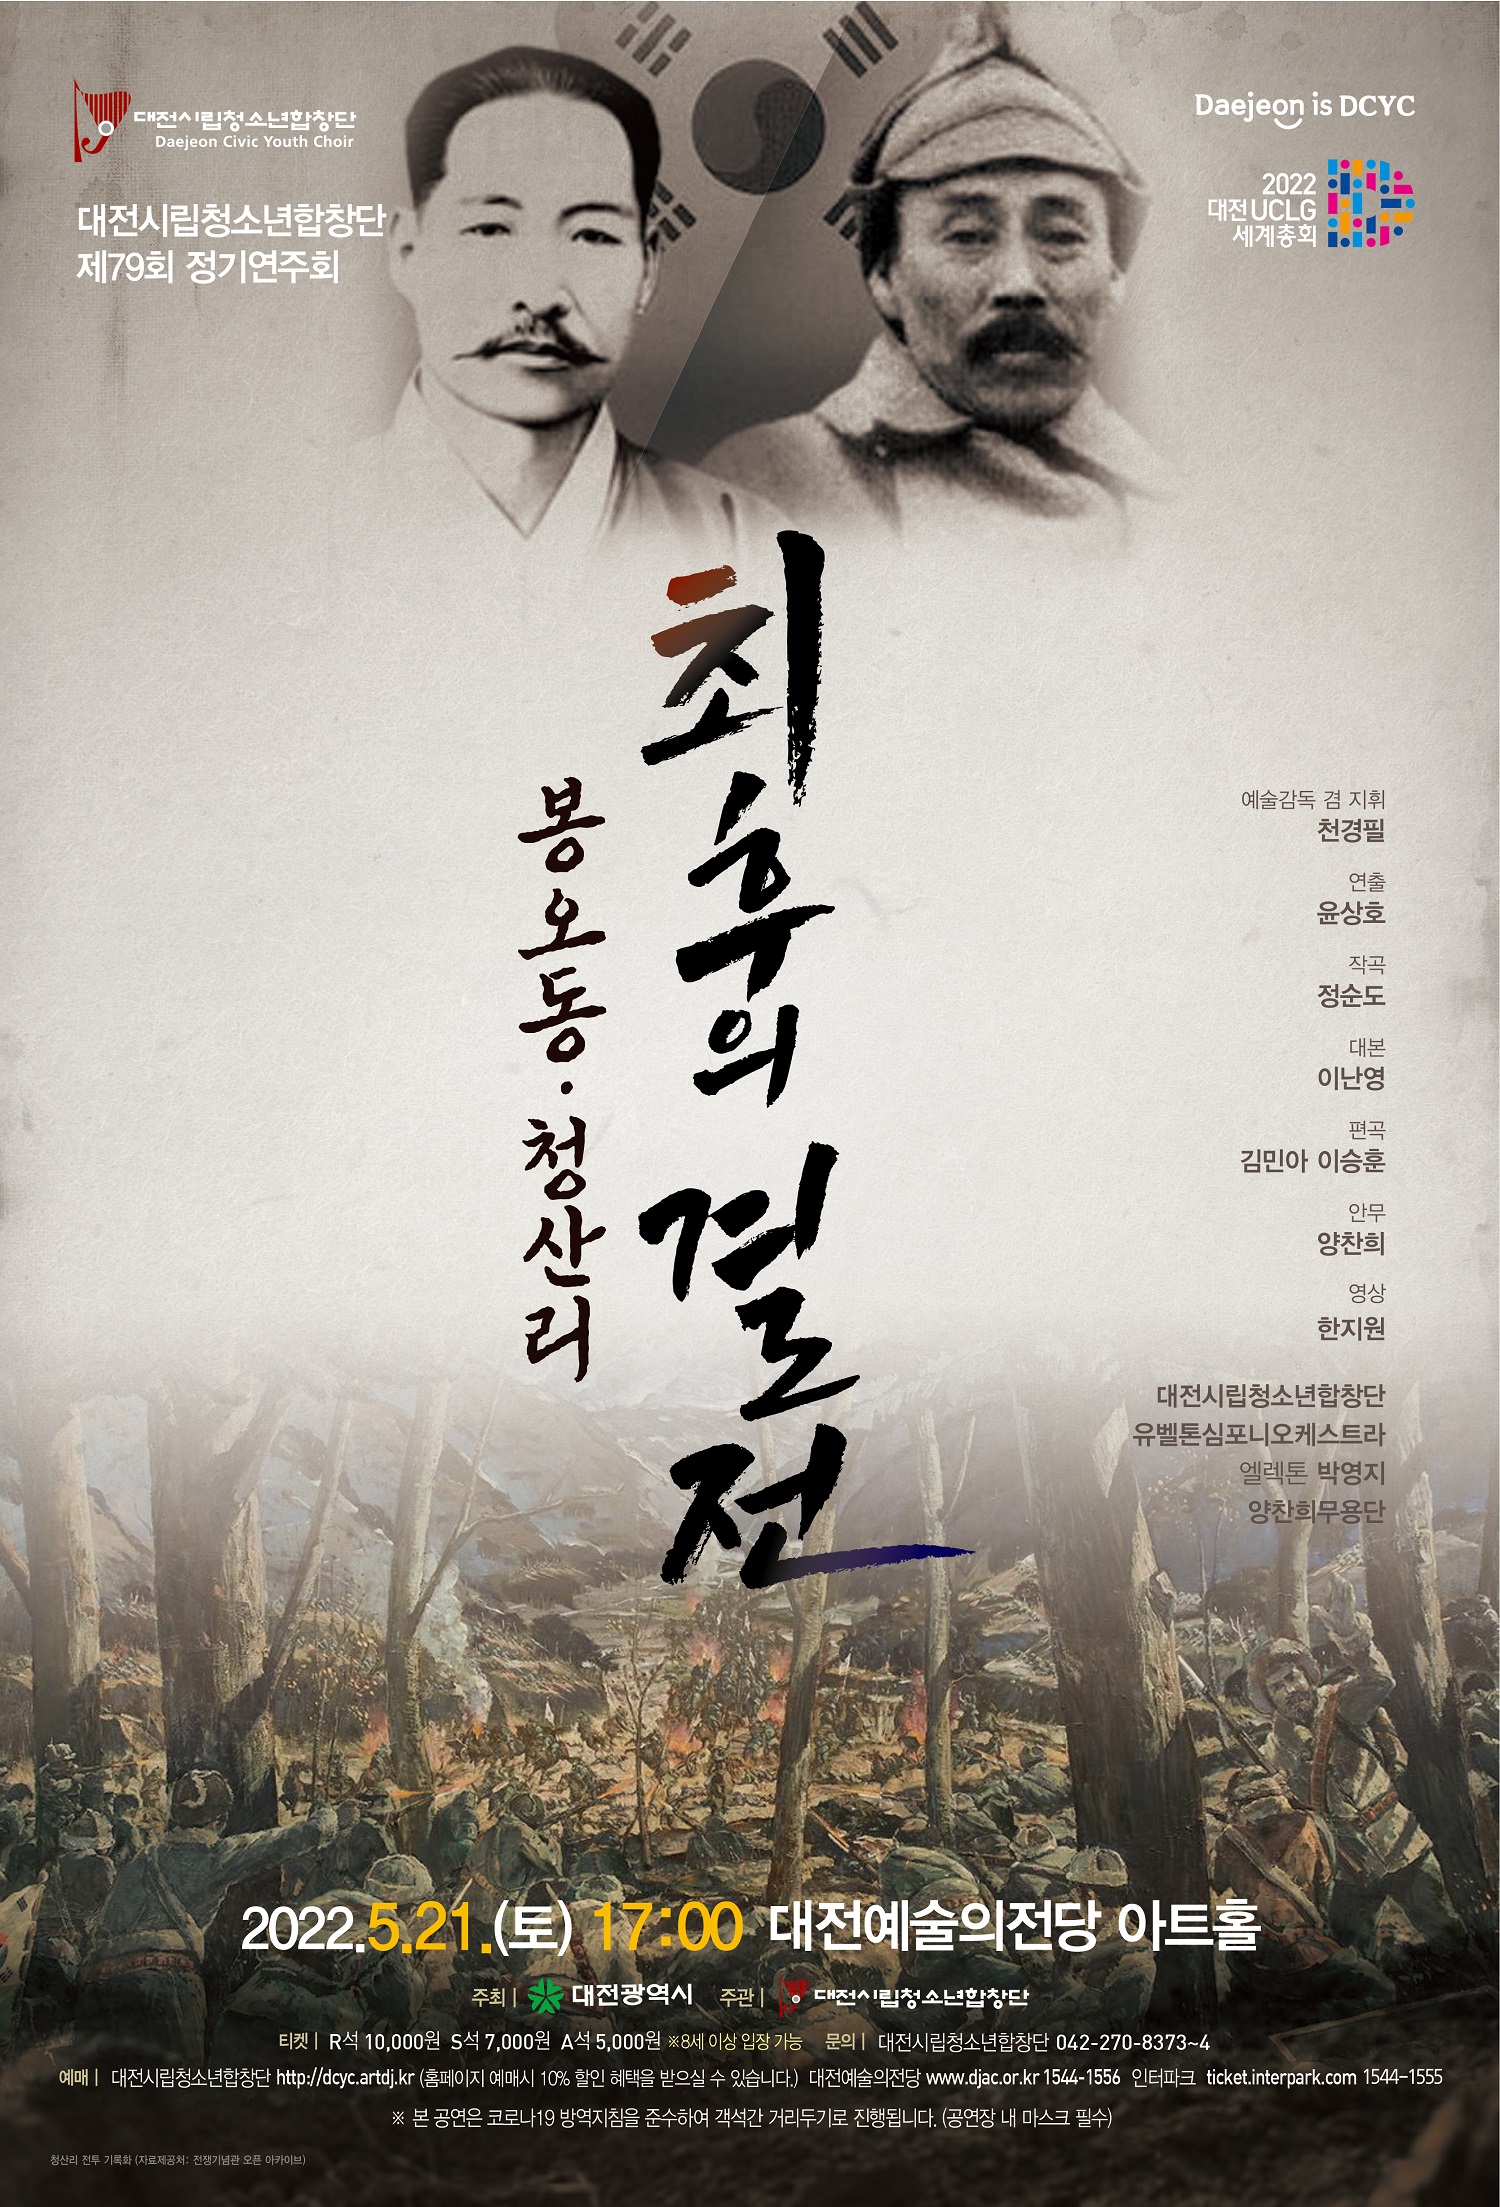 대전시립청소년합창단
Daejeon Civic Youth Choir
대전시립청소년합창단
제79회 정기연주회
Daejeon is DCYC
2022
대전UCLG
세계총회
최후의 결전
봉오동·청산리
예술감독 겸 지휘
천경필
연출
윤상호
작곡
정순도
대본
이난영
편곡
김민아 이승훈
안무
양찬희
영상
한지원
대전시립청소년합창단
유벨톤심포니오케스트라
엘렉톤 박영지
양찬희무용단
2022.5.21.(토) 17:00 대전예술의전당 아트홀
주최 | 대전광역시 주관 | 대전시립청소년합창단
티켓 | R석 10,000원 S석 7,000원 A석 5,000원 ※8세 이상 입장 가능 문의 | 대전시립청소년합창단 042-270-8373~4
예매 | 대전시립청소년합창단 http://dcyc.artdj.kr (홈페이지 예매시 10% 할인 혜택을 받으실 수 있습니다.) 대전예술의전당 www.djac.or.kr 1544-1556 인터파크 ticket.interpark.com 1544-1555
※ 본 공연은 코로나19 방역지침을 준수하여 객석간 거리두기로 진행됩니다. (공연장 내 마스크 필수)
청산리 전투 기록화 (자료제공처: 전쟁기념관 오픈 아카이브)